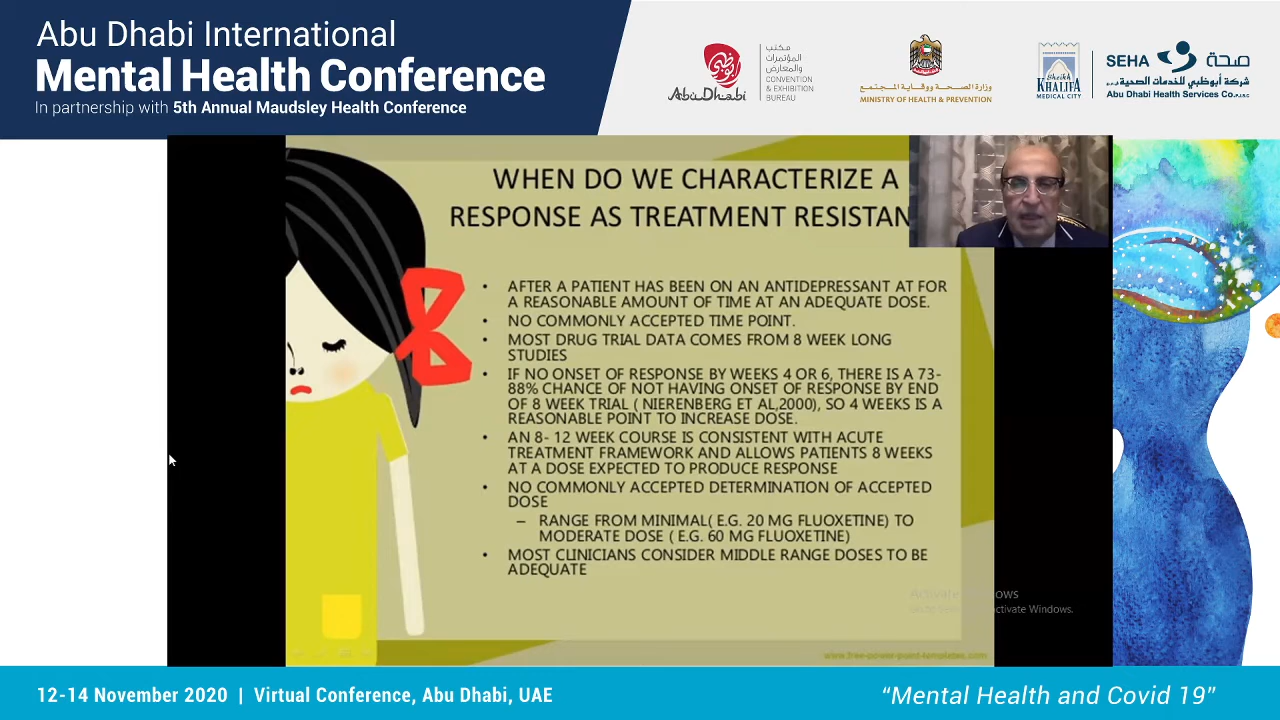 Abu Dhabi International
Mental Health Conference
In partnership with 5th Annual Maudsley Health Conference
AbuDhabi
مكتب
المؤتمرات
والمعارض
CONVENTION
& EXHIBITION
BUREAU
وزارة الصحة ووقاية المجتمع
MINISTRY OF HEALTH & PREVENTION
Sheikh
KHALIFA
MEDICAL CITY
SEHA صحة
شركة أبوظبي للخدمات الصحية ش.م.ع
Abu Dhabi Health Services Co. P.J.S.C
WHEN DO WE CHARACTERIZE A
RESPONSE AS TREATMENT RESISTAN
• AFTER A PATIENT HAS BEEN ON AN ANTIDEPRESSANT AT FOR
A REASONABLE AMOUNT OF TIME AT AN ADEQUATE DOSE.
• NO COMMONLY ACCEPTED TIME POINT.
• MOST DRUG TRIAL DATA COMES FROM 8 WEEK LONG
STUDIES
• IF NO ONSET OF RESPONSE BY WEEKS 4 OR 6, THERE IS A 73-
88% CHANCE OF NOT HAVING ONSET OF RESPONSE BY END
OF 8 WEEK TRIAL ( NIERENBERG ET AL,2000), SO 4 WEEKS IS A
REASONABLE POINT TO INCREASE DOSE.
• AN 8- 12 WEEK COURSE IS CONSISTENT WITH ACUTE
TREATMENT FRAMEWORK AND ALLOWS PATIENTS 8 WEEKS
AT A DOSE EXPECTED TO PRODUCE RESPONSE
• NO COMMONLY ACCEPTED DETERMINATION OF ACCEPTED
DOSE
– RANGE FROM MINIMAL( E.G. 20 MG FLUOXETINE) TO
MODERATE DOSE ( E.G. 60 MG FLUOXETINE)
• MOST CLINICIANS CONSIDER MIDDLE RANGE DOSES TO BE
ADEQUATE
Activate Windows
activate Windows.
www.free-power-point-templates.com
12-14 November 2020 | Virtual Conference, Abu Dhabi, UAE
“Mental Health and Covid 19”